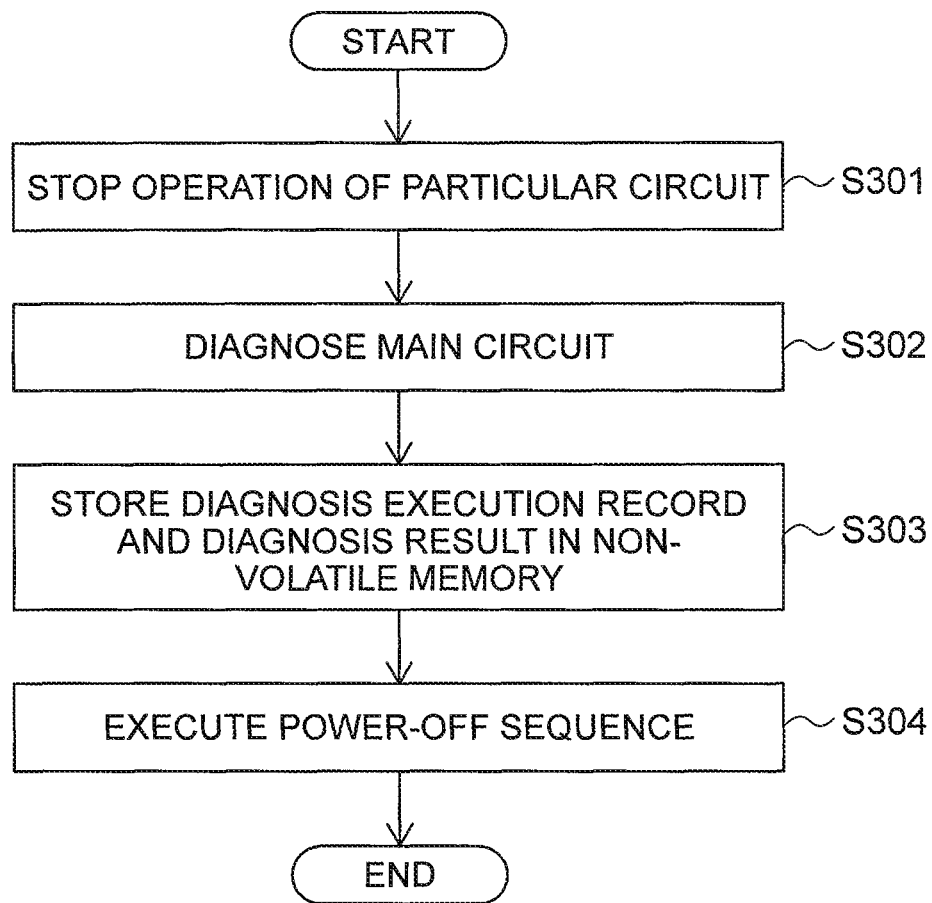 START
STOP OPERATION OF PARTICULAR CIRCUIT
S301
DIAGNOSE MAIN CIRCUIT
S302
STORE DIAGNOSIS EXECUTION RECORD
AND DIAGNOSIS RESULT IN NON-
VOLATILE MEMORY
S303
EXECUTE POWER-OFF SEQUENCE
S304
END